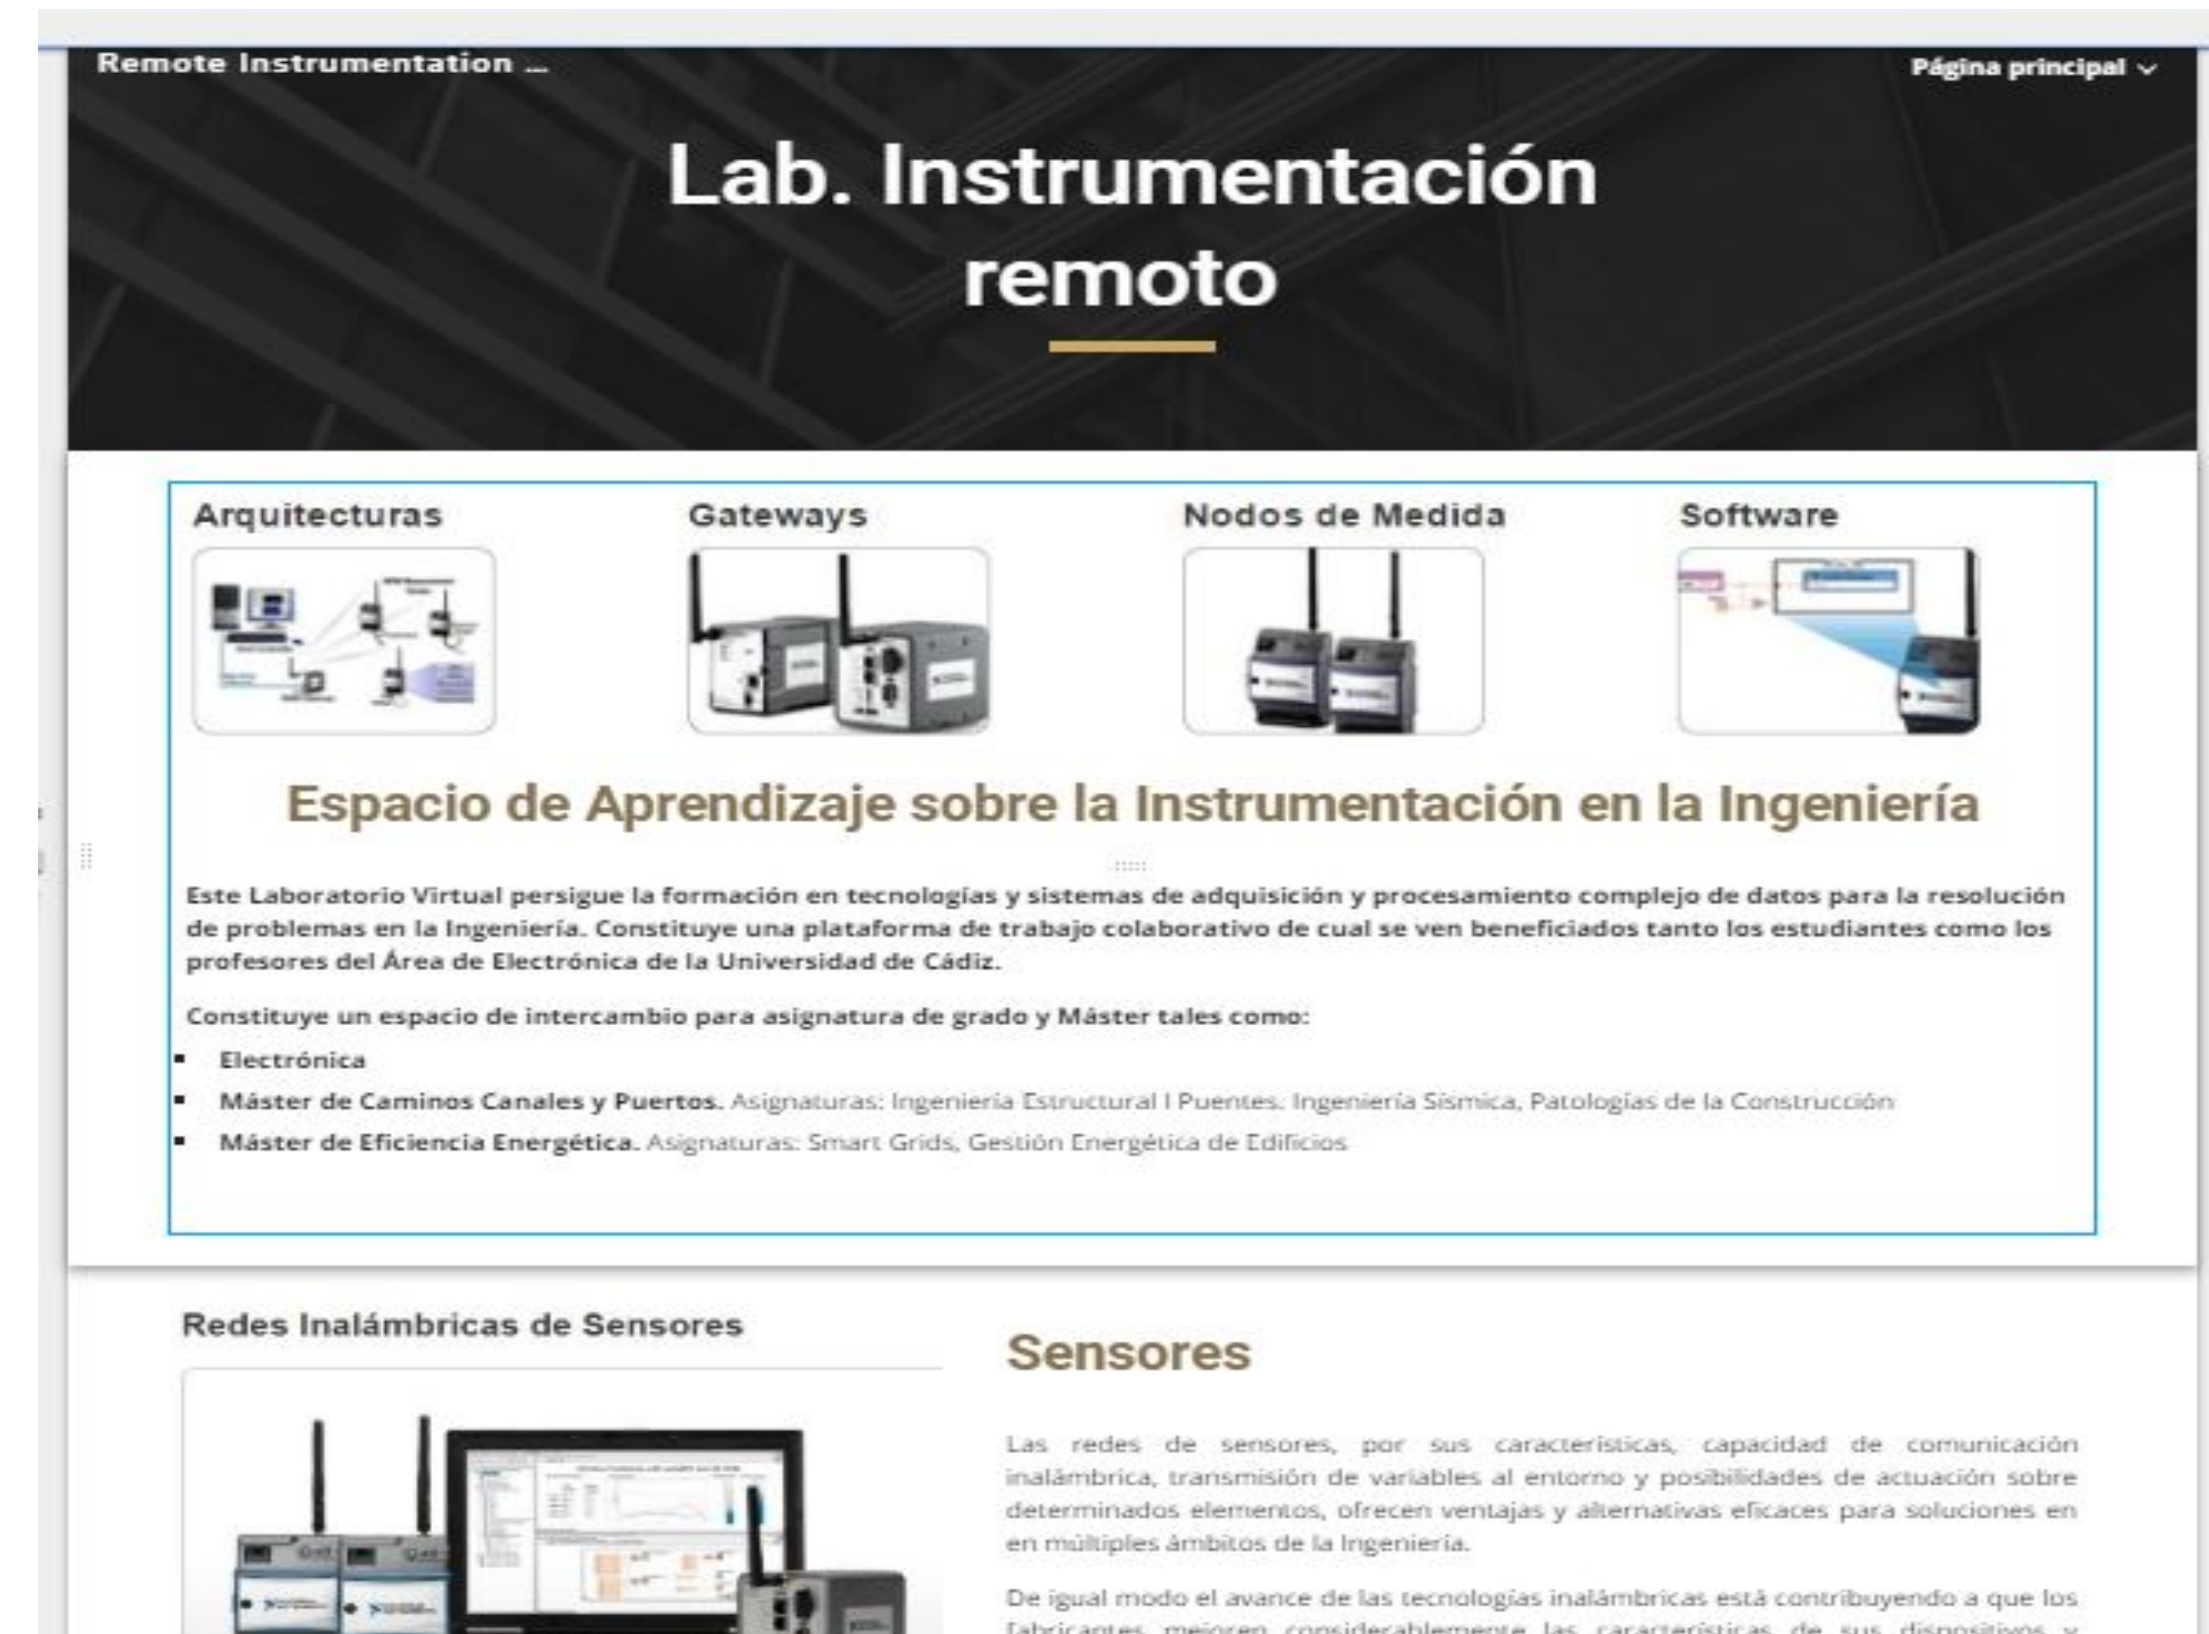 Remote Instrumentation ...
Página principal
Lab. Instrumentación
remoto
Arquitecturas
Gateways
Nodos de Medida
Software
Espacio de Aprendizaje sobre la Instrumentación en la Ingeniería
Este Laboratorio Virtual persigue la formación en tecnologías y sistemas de adquisición y procesamiento complejo de datos para la resolución
de problemas en la Ingeniería. Constituye una plataforma de trabajo colaborativo de cual se ven beneficiados tanto los estudiantes como los
profesores del Área de Electrónica de la Universidad de Cádiz.
Constituye un espacio de intercambio para asignatura de grado y Máster tales como:
▪ Electrónica
▪ Máster de Caminos Canales y Puertos. Asignaturas: Ingeniería Estructural I Puentes. Ingeniería Sísmica, Patologías de la Construcción
▪ Máster de Eficiencia Energética. Asignaturas: Smart Grids, Gestión Energética de Edificios
Redes Inalámbricas de Sensores
Sensores
Las redes de sensores, por sus características, capacidad de comunicación
inalámbrica, transmisión de variables al entorno y posibilidades de actuación sobre
determinados elementos, ofrecen ventajas y alternativas eficaces para soluciones en
en múltiples ámbitos de la Ingeniería.
De igual modo el avance de las tecnologías inalámbricas está contribuyendo a que los
fabricantes mejoren considerablemente las características de sus dispositivos y